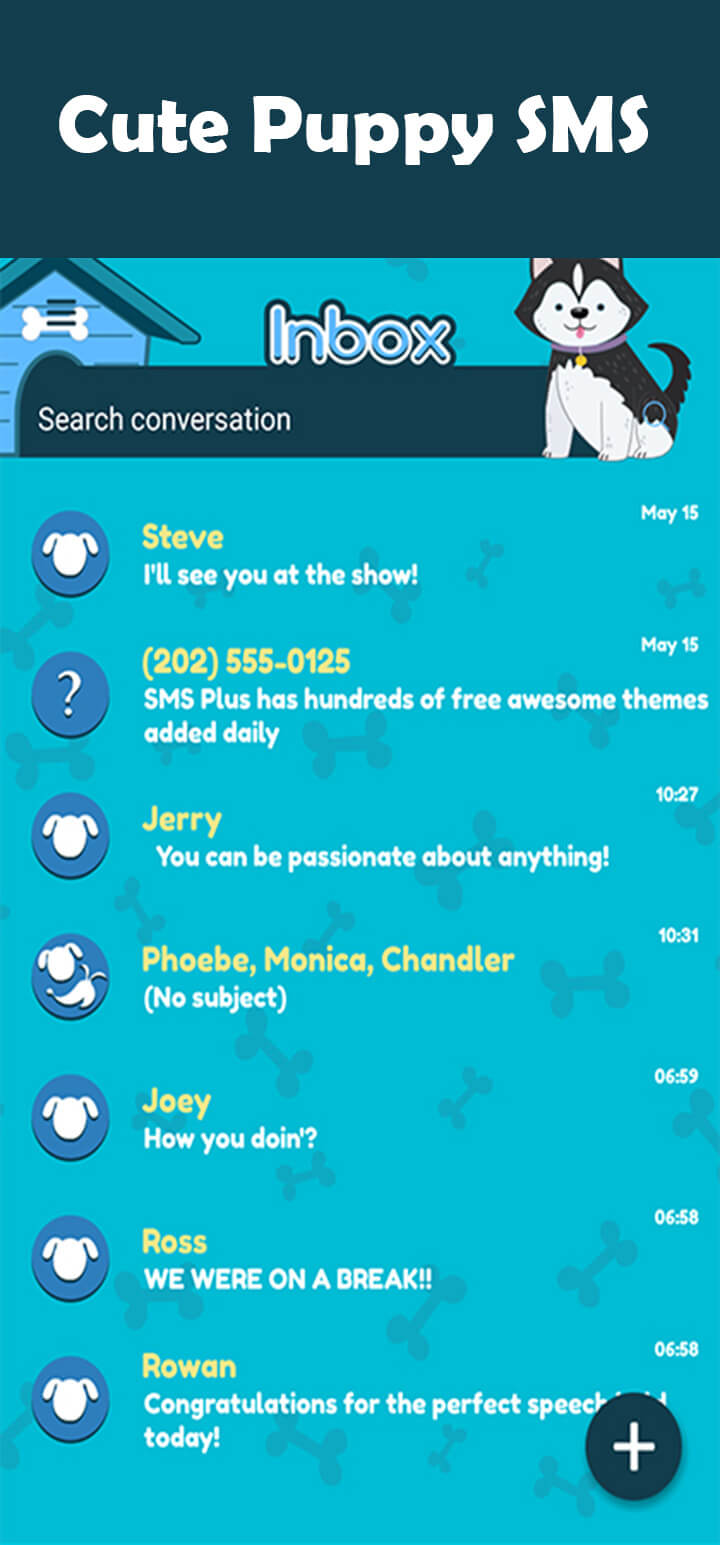 Cute Puppy SMS
Inbox
Search conversation
May 15
Steve
I'll see you at the show!
May 15
(202) 555-0125
SMS Plus has hundreds of free awesome themes
added daily
10:27
Jerry
You can be passionate about anything!
10:31
Phoebe, Monica, Chandler
(No subject)
06:59
Joey
How you doin'?
06:58
Ross
WE WERE ON A BREAK!!
06:58
Rowan
Congratulations for the perfect speech
today!